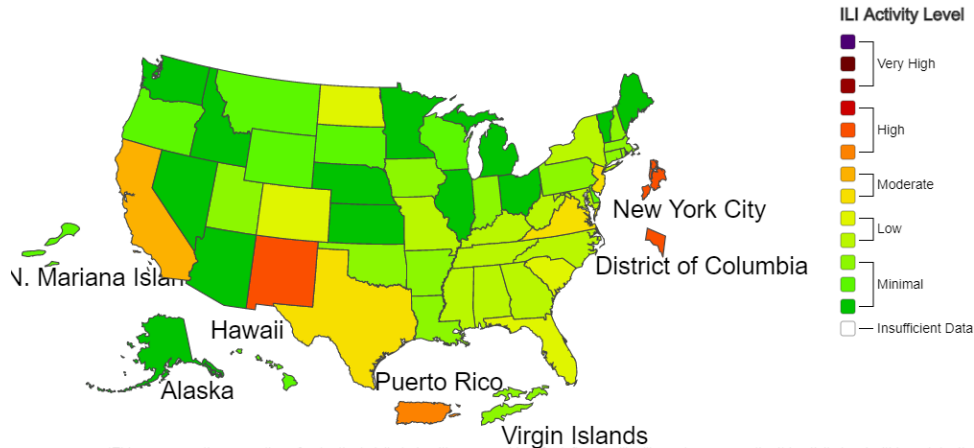 ILI Activity Level
Very High
High
Moderate
Low
Minimal
Insufficient Data
New York City
District of Columbia
N. Mariana Islan
Hawaii
Alaska
Puerto Rico
Virgin Islands